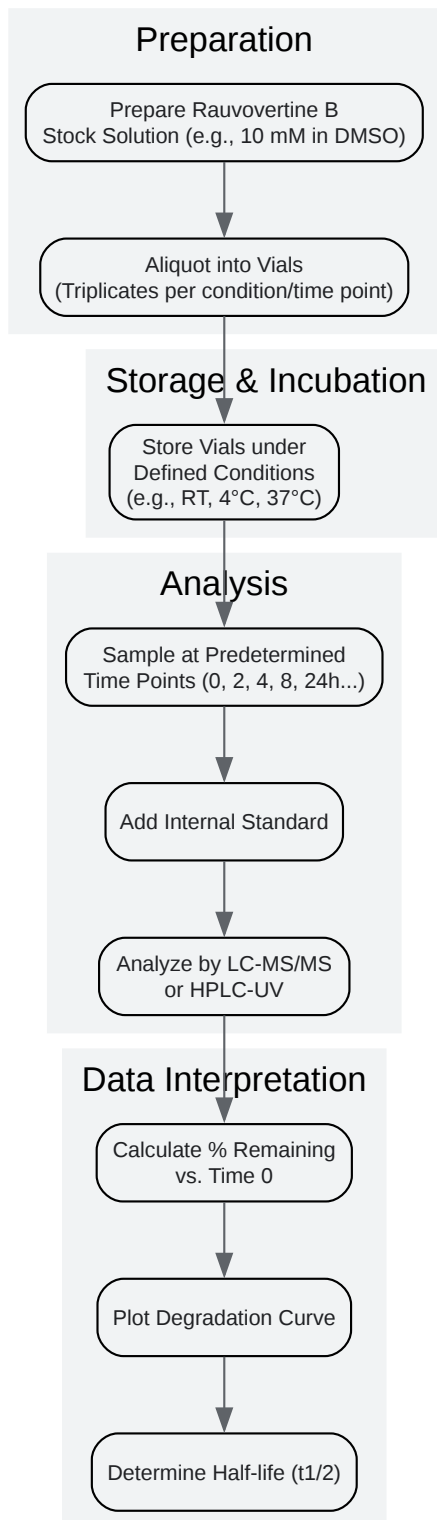 Preparation
Prepare Rauvovertine B
Stock Solution (e.g., 10 mM in DMSO)
Aliquot into Vials
(Triplicates per condition/time point)
Storage & Incubation
Store Vials under
Defined Conditions
(e.g., RT, 4°C, 37°C)
Analysis
Sample at Predetermined
Time Points (0, 2, 4, 8, 24h...)
Add Internal Standard
Analyze by LC-MS/MS
or HPLC-UV
Data Interpretation
Calculate % Remaining
vs. Time 0
Plot Degradation Curve
Determine Half-life (t1/2)